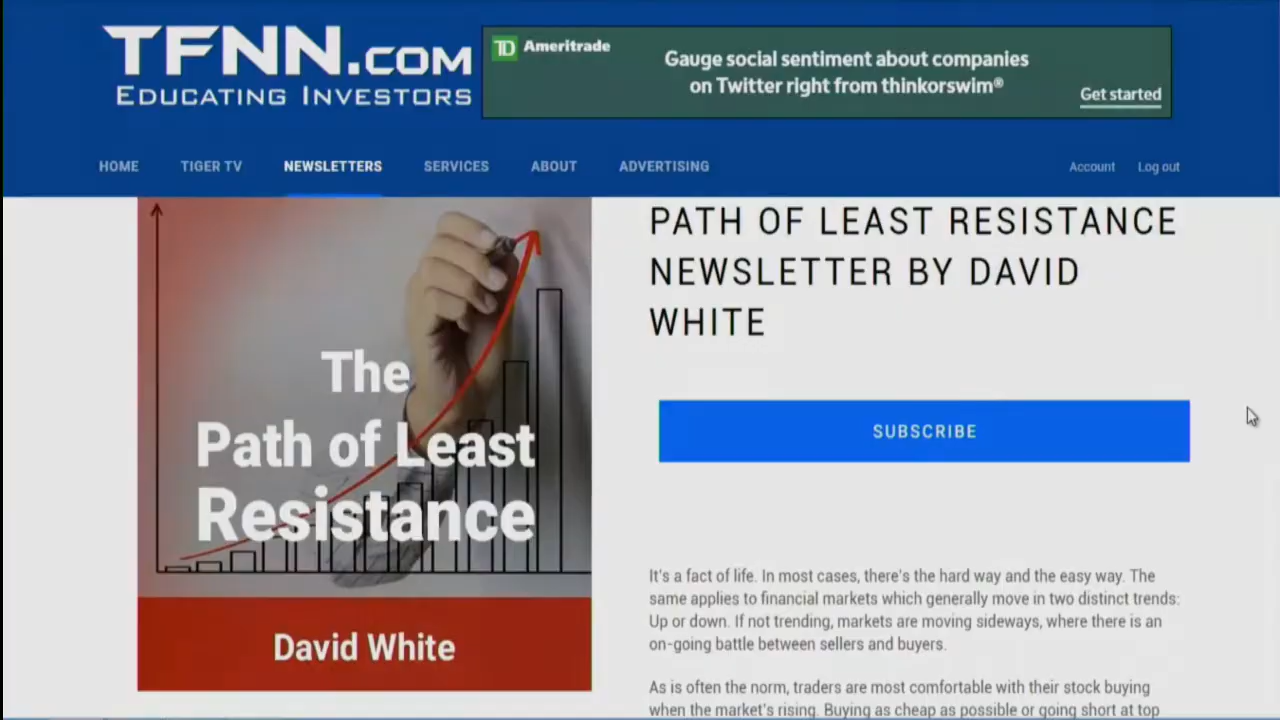 TFNN.COM
EDUCATING INVESTORS
TD Ameritrade
Gauge social sentiment about companies
on Twitter right from thinkorswim®
Get started
HOME TIGER TV NEWSLETTERS SERVICES ABOUT ADVERTISING Account Log out
The
Path of Least
Resistance
David White
PATH OF LEAST RESISTANCE
NEWSLETTER BY DAVID
WHITE
SUBSCRIBE
It's a fact of life. In most cases, there's the hard way and the easy way. The
same applies to financial markets which generally move in two distinct trends:
Up or down. If not trending, markets are moving sideways, where there is an
on-going battle between sellers and buyers.
As is often the norm, traders are most comfortable with their stock buying
when the market's rising. Buying as cheap as possible or going short at top